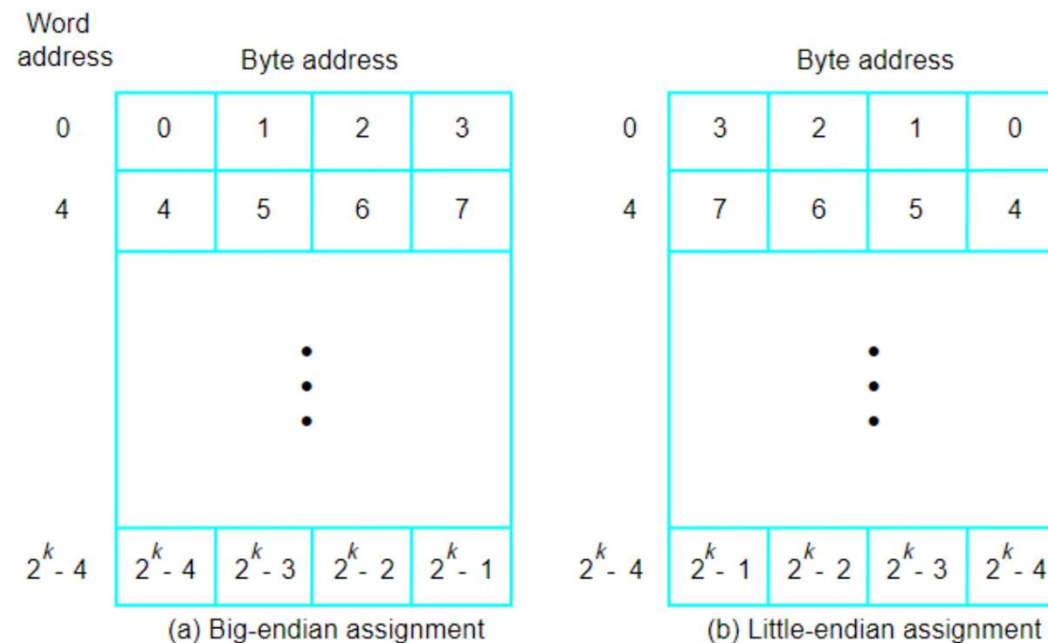 Word
address
Byte address
Byte address
0 0 1 2 3
0 3 2 1 0
4 4 5 6 7
4 7 6 5 4
2^k - 4 2^k - 4 2^k - 3 2^k - 2 2^k - 1
2^k - 4 2^k - 1 2^k - 2 2^k - 3 2^k - 4
(a) Big-endian assignment
(b) Little-endian assignment